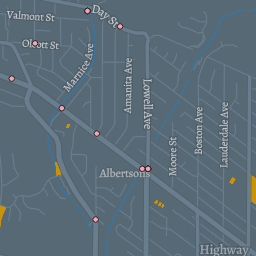 Valmont St
Day St
Olcott St
Marnice Ave
Amanita Ave
Lowell Ave
Moore St
Boston Ave
Lauderdale Ave
Albertsons
Highway